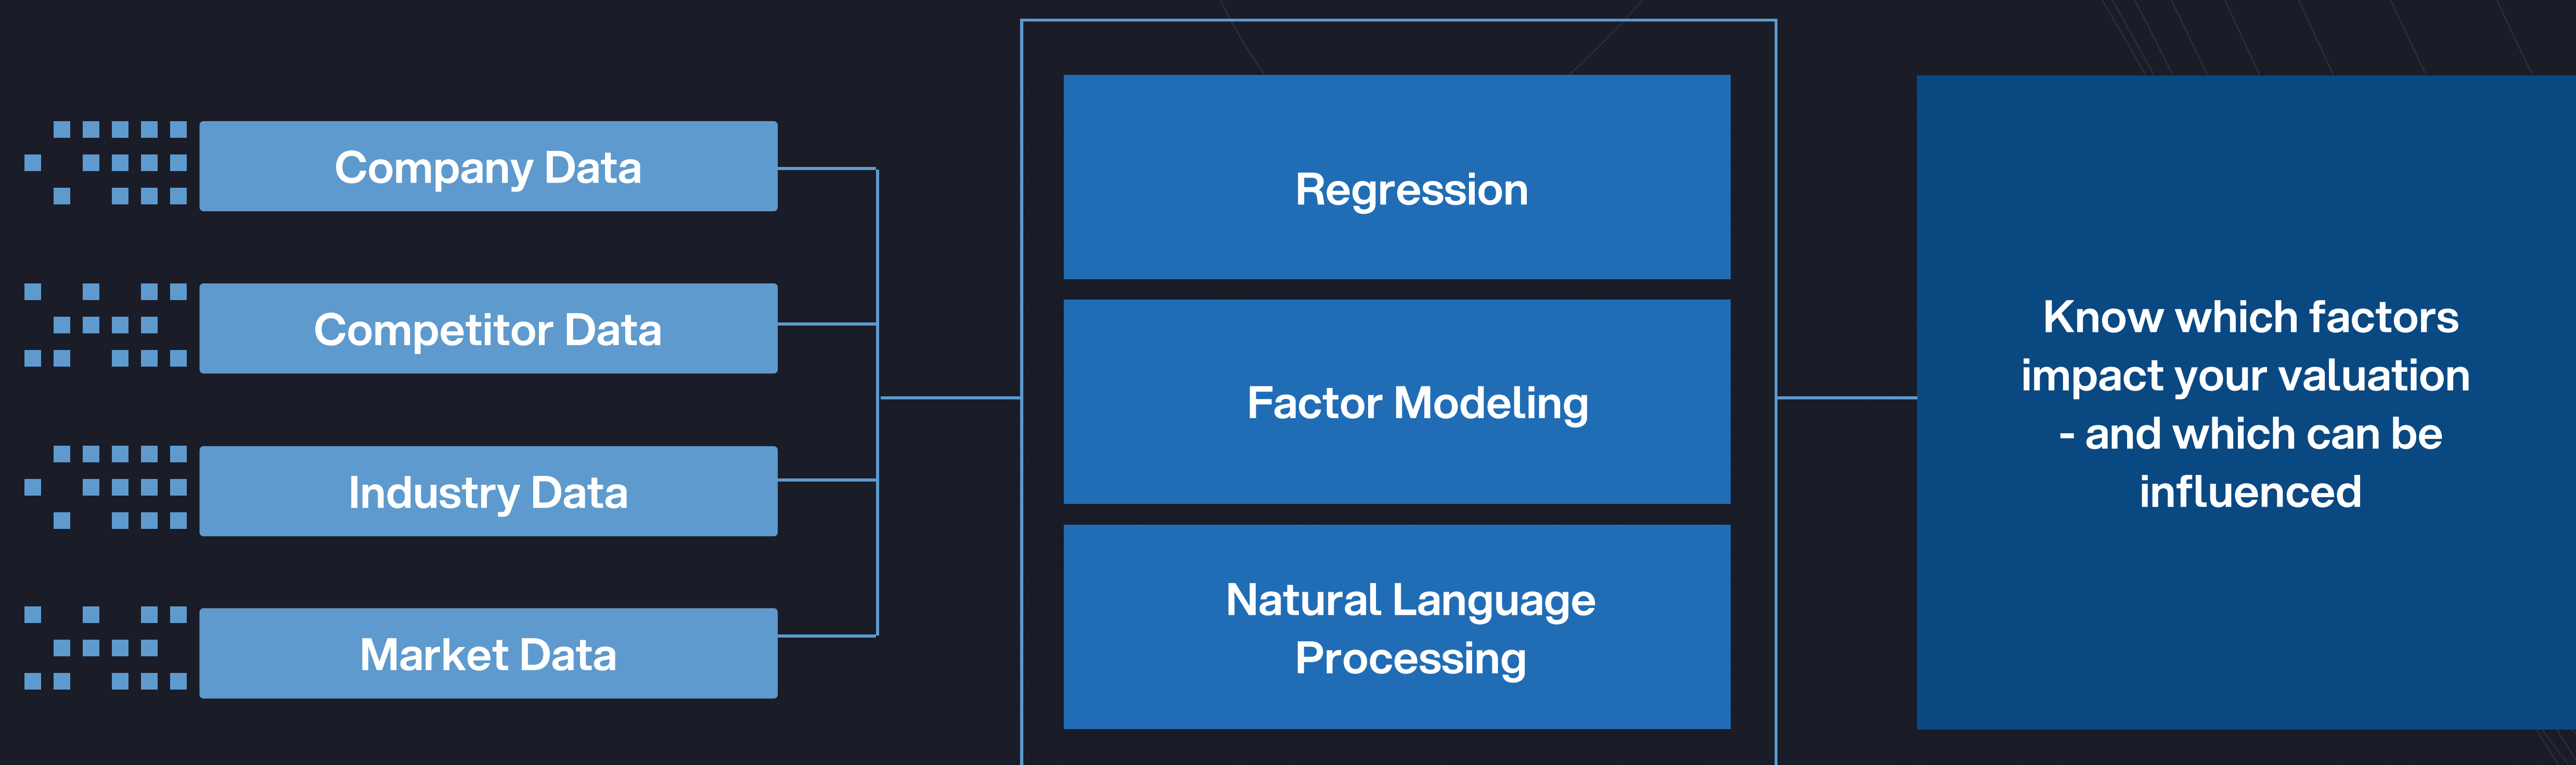 Company Data
Competitor Data
Industry Data
Market Data
Regression
Factor Modeling
Natural Language
Processing
Know which factors
impact your valuation
- and which can be
influenced